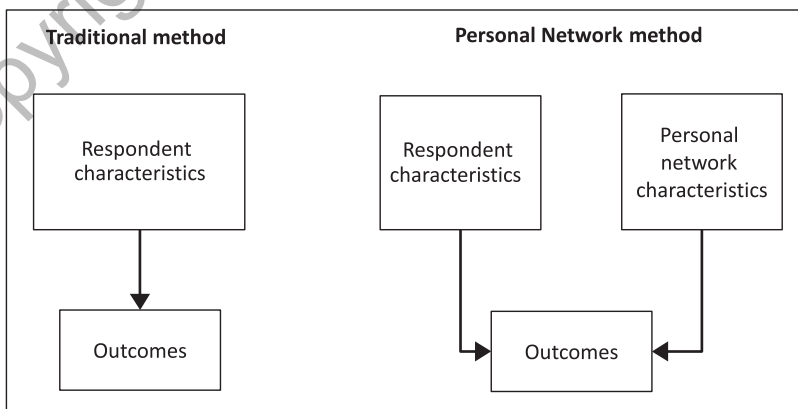 Traditional method
Personal Network method
Respondent
characteristics
Outcomes
Respondent
characteristics
Personal
network
characteristics
Outcomes